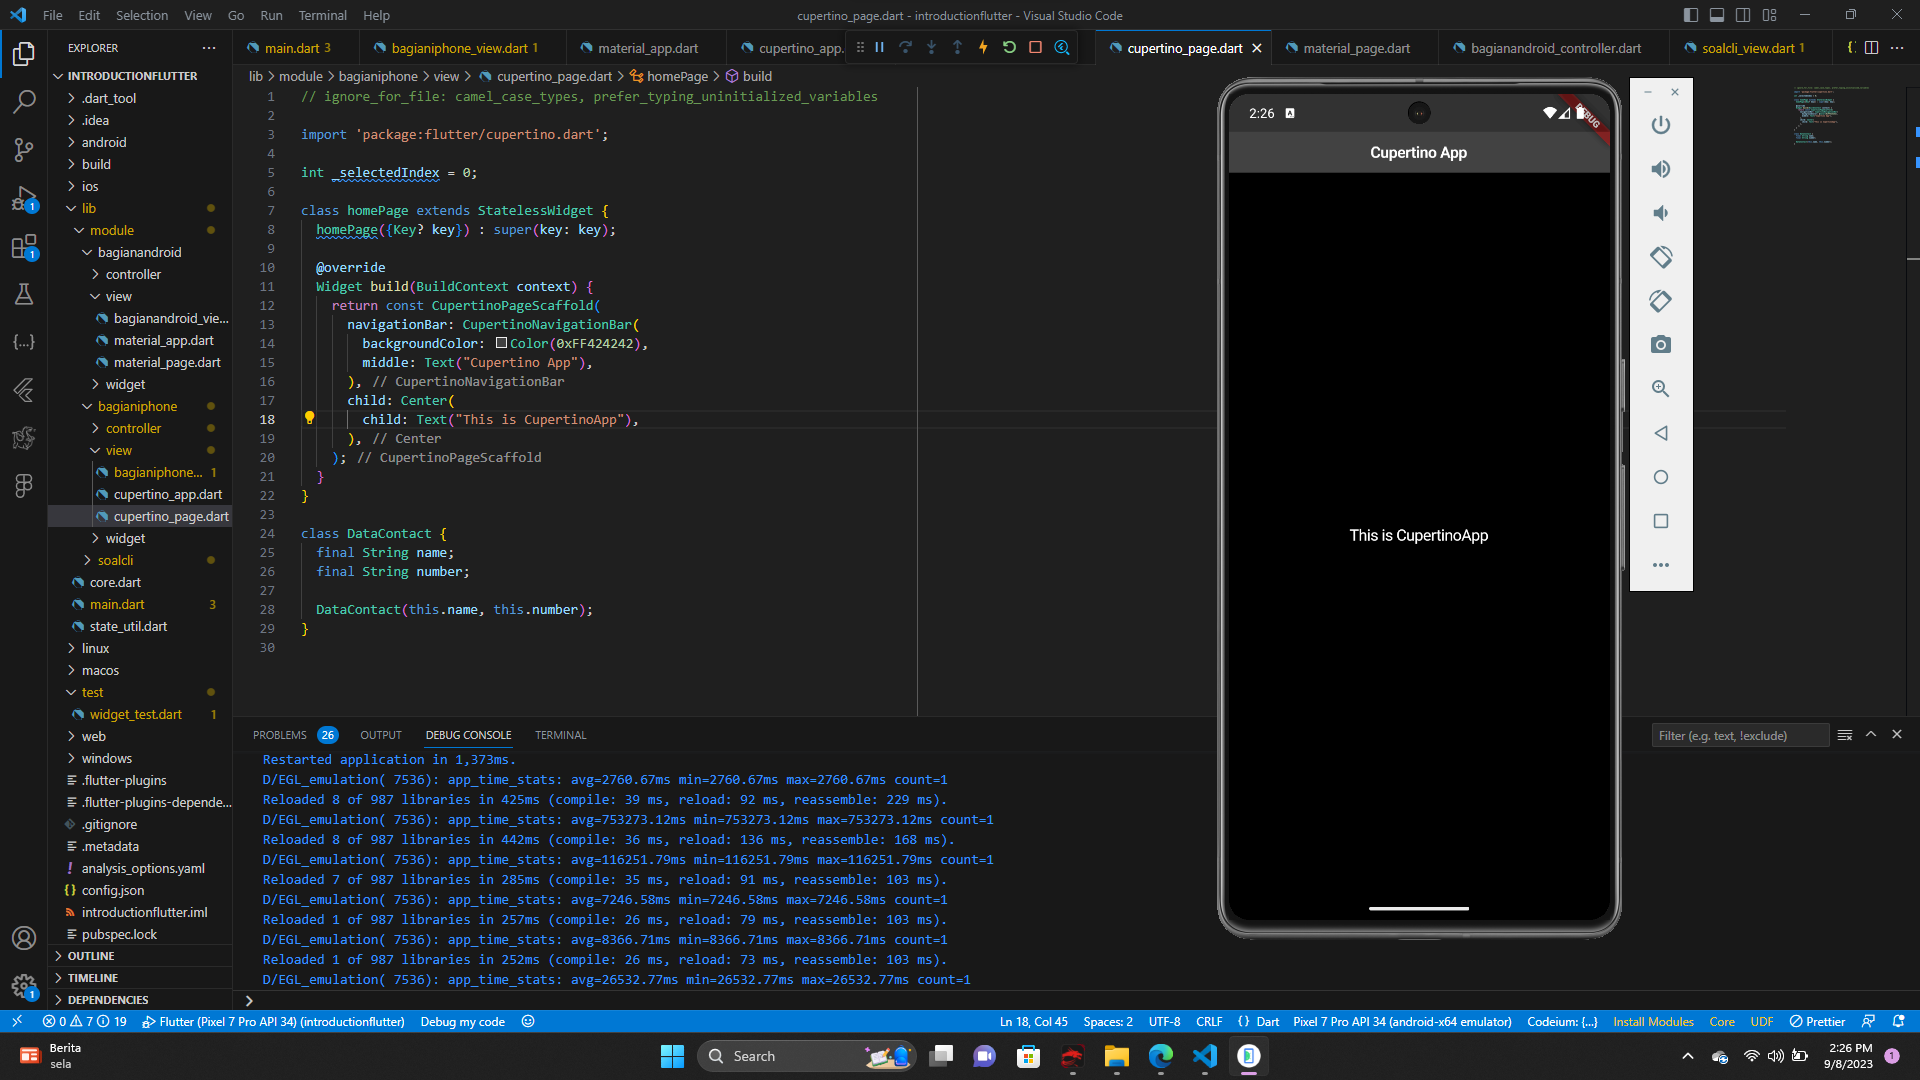 File Edit Selection View Go Run Terminal Help
cupertino_page.dart - introductionflutter - Visual Studio Code
EXPLORER
main.dart 3
bagianiphone_view.dart 1
material_app.dart
cupertino_app.
cupertino_page.dart
material_page.dart
bagianandroid_controller.dart
soalcli_view.dart 1
INTRODUCTIONFLUTTER
.dart_tool
.idea
android
build
ios
lib
module
bagianandroid
controller
view
bagianandroid_vie...
material_app.dart
material_page.dart
widget
bagianiphone
controller
view
bagianiphone... 1
cupertino_app.dart
cupertino_page.dart
widget
soalcli
core.dart
main.dart 3
state_util.dart
linux
macos
test
widget_test.dart 1
web
windows
.flutter-plugins
.flutter-plugins-depende...
.gitignore
.metadata
analysis_options.yaml
config.json
introductionflutter.iml
pubspec.lock
OUTLINE
TIMELINE
DEPENDENCIES
1
1
1
lib > module > bagianiphone > view > cupertino_page.dart > homePage > build
1 // ignore_for_file: camel_case_types, prefer_typing_uninitialized_variables
2
3 import 'package:flutter/cupertino.dart';
4
5 int _selectedIndex = 0;
6
7 class homePage extends StatelessWidget {
8 homePage({Key? key}) : super(key: key);
9
10 @override
11 Widget build(BuildContext context) {
12 return const CupertinoPageScaffold(
13 navigationBar: CupertinoNavigationBar(
14 backgroundColor: Color(0xFF424242),
15 middle: Text("Cupertino App"),
16 ), // CupertinoNavigationBar
17 child: Center(
18 child: Text("This is CupertinoApp"),
19 ), // Center
20 ); // CupertinoPageScaffold
21 }
22 }
23
24 class DataContact {
25 final String name;
26 final String number;
27
28 DataContact(this.name, this.number);
29 }
30
2:26
DEBUG
Cupertino App
This is CupertinoApp
PROBLEMS 26 OUTPUT DEBUG CONSOLE TERMINAL
Filter (e.g. text, !exclude)
Restarted application in 1,373ms.
D/EGL_emulation( 7536): app_time_stats: avg=2760.67ms min=2760.67ms max=2760.67ms count=1
Reloaded 8 of 987 libraries in 425ms (compile: 39 ms, reload: 92 ms, reassemble: 229 ms).
D/EGL_emulation( 7536): app_time_stats: avg=753273.12ms min=753273.12ms max=753273.12ms count=1
Reloaded 8 of 987 libraries in 442ms (compile: 36 ms, reload: 136 ms, reassemble: 168 ms).
D/EGL_emulation( 7536): app_time_stats: avg=116251.79ms min=116251.79ms max=116251.79ms count=1
Reloaded 7 of 987 libraries in 285ms (compile: 35 ms, reload: 91 ms, reassemble: 103 ms).
D/EGL_emulation( 7536): app_time_stats: avg=7246.58ms min=7246.58ms max=7246.58ms count=1
Reloaded 1 of 987 libraries in 257ms (compile: 26 ms, reload: 79 ms, reassemble: 103 ms).
D/EGL_emulation( 7536): app_time_stats: avg=8366.71ms min=8366.71ms max=8366.71ms count=1
Reloaded 1 of 987 libraries in 252ms (compile: 26 ms, reload: 73 ms, reassemble: 103 ms).
D/EGL_emulation( 7536): app_time_stats: avg=26532.77ms min=26532.77ms max=26532.77ms count=1
0 7 19 Flutter (Pixel 7 Pro API 34) (introductionflutter) Debug my code
Ln 18, Col 45 Spaces: 2 UTF-8 CRLF {} Dart Pixel 7 Pro API 34 (android-x64 emulator) Codeium: {...} Install Modules Core UDF Prettier
Berita
sela
Search
2:26 PM
9/8/2023
1